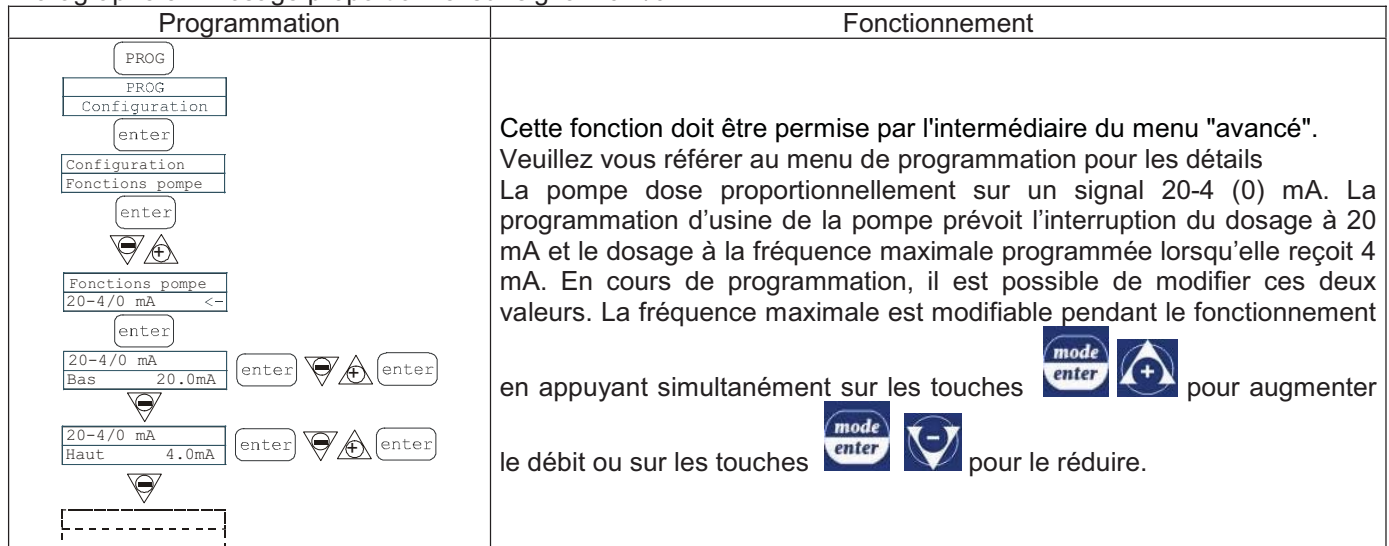 Programmation
Fonctionnement
PROG
PROG
Configuration
enter
Configuration
Fonctions pompe
enter
Fonctions pompe
20-4/0 mA <-
enter
20-4/0 mA
Bas 20.0mA
enter enter
20-4/0 mA
Haut 4.0mA
enter enter
Cette fonction doit être permise par l'intermédiaire du menu "avancé".
Veuillez vous référer au menu de programmation pour les détails
La pompe dose proportionnellement sur un signal 20-4 (0) mA. La
programmation d’usine de la pompe prévoit l’interruption du dosage à 20
mA et le dosage à la fréquence maximale programmée lorsqu’elle reçoit 4
mA. En cours de programmation, il est possible de modifier ces deux
valeurs. La fréquence maximale est modifiable pendant le fonctionnement
en appuyant simultanément sur les touches mode enter + pour augmenter
le débit ou sur les touches mode enter - pour le réduire.